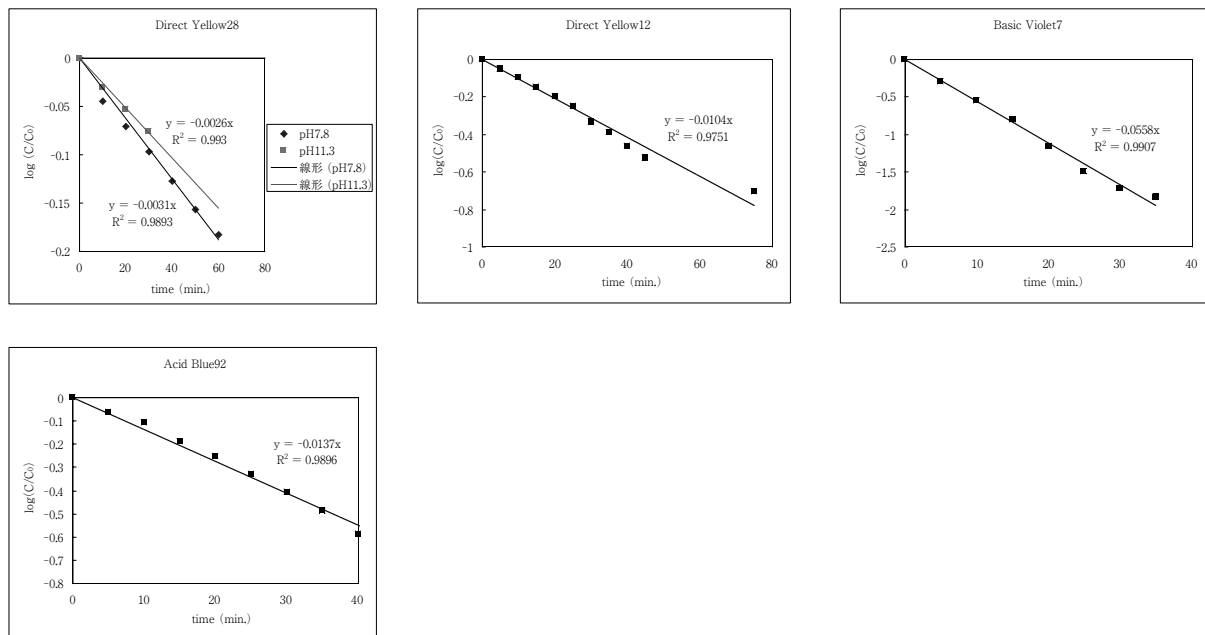 Direct Yellow28
0
-0.05
-0.1
-0.15
-0.2
0 20 40 60 80
log (C/C₀)
time (min.)
y = -0.0026x
R² = 0.993
y = -0.0031x
R² = 0.9893
pH7.8
pH11.3
線形 (pH7.8)
線形 (pH11.3)
Direct Yellow12
0
-0.2
-0.4
-0.6
-0.8
-1
0 20 40 60 80
log(C/C₀)
time (min.)
y = -0.0104x
R² = 0.9751
Basic Violet7
0
-0.5
-1
-1.5
-2
-2.5
0 10 20 30 40
log(C/C₀)
time (min.)
y = -0.0558x
R² = 0.9907
Acid Blue92
0
-0.1
-0.2
-0.3
-0.4
-0.5
-0.6
-0.7
-0.8
0 10 20 30 40
log(C/C₀)
time (min.)
y = -0.0137x
R² = 0.9896